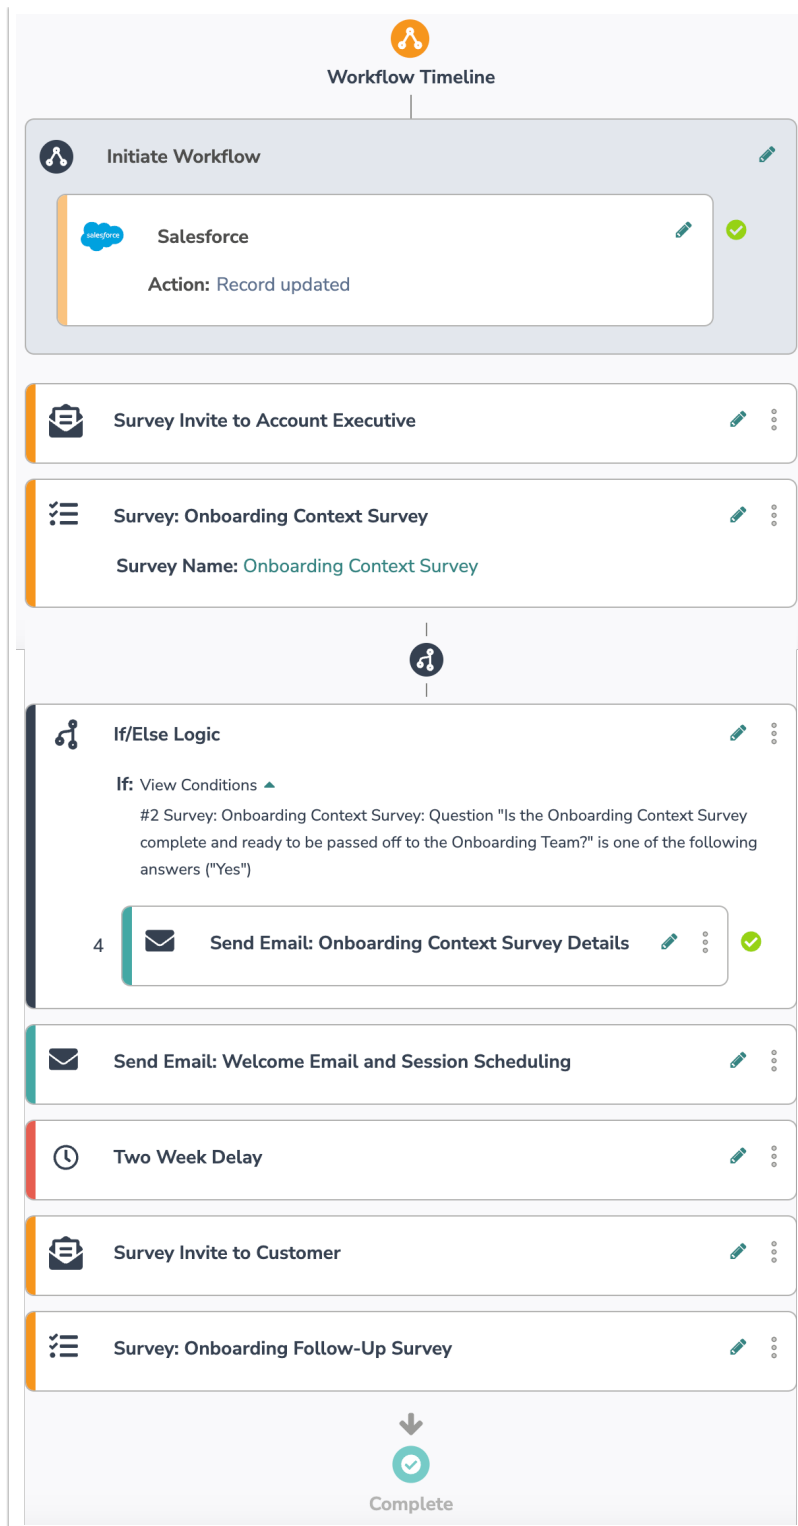 Workflow Timeline
Initiate Workflow
salesforce
Salesforce
Action: Record updated
Survey Invite to Account Executive
Survey: Onboarding Context Survey
Survey Name: Onboarding Context Survey
If/Else Logic
If: View Conditions
#2 Survey: Onboarding Context Survey: Question "Is the Onboarding Context Survey
complete and ready to be passed off to the Onboarding Team?" is one of the following
answers ("Yes")
4
Send Email: Onboarding Context Survey Details
Send Email: Welcome Email and Session Scheduling
Two Week Delay
Survey Invite to Customer
Survey: Onboarding Follow-Up Survey
Complete